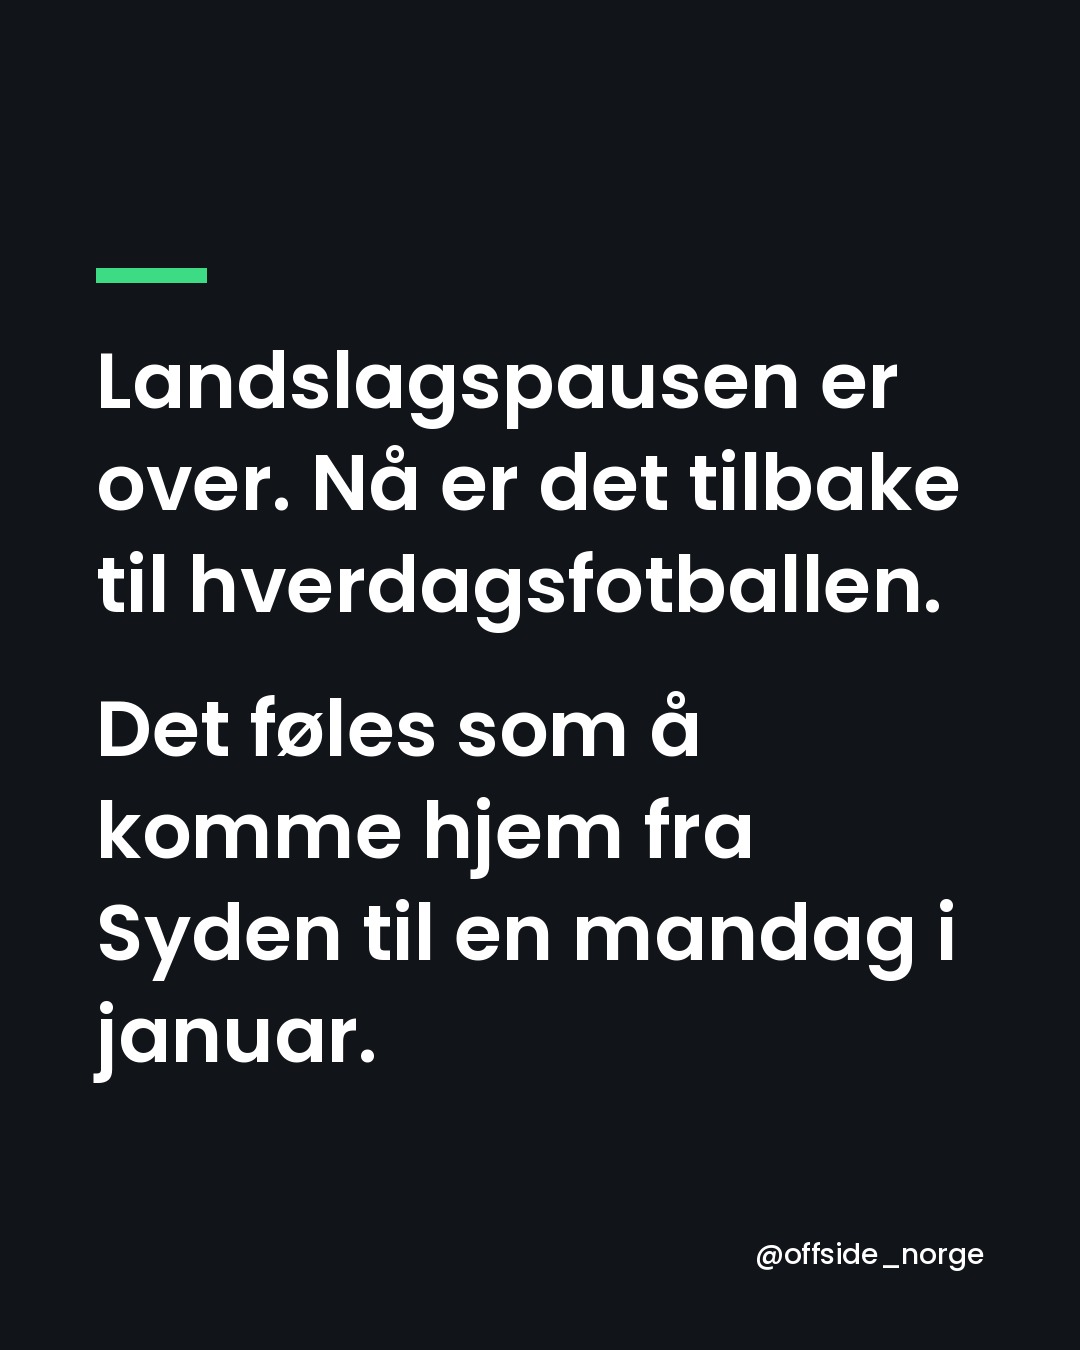 Landslagspausen er
over. Nå er det tilbake
til hverdagsfotballen.
Det føles som å
komme hjem fra
Syden til en mandag i
januar.
@offside_norge